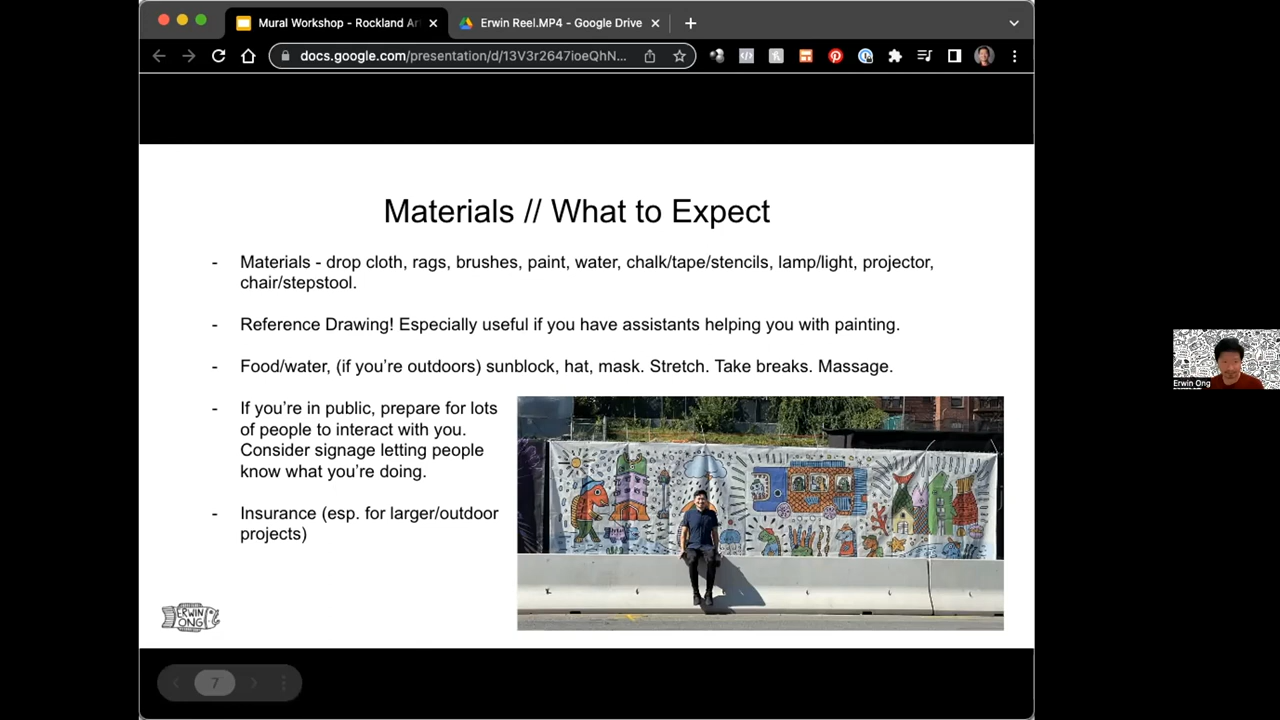 Mural Workshop - Rockland Ar
Erwin Reel.MP4 - Google Drive
docs.google.com/presentation/d/13V3r2647ioeQhN...
Materials // What to Expect
- Materials - drop cloth, rags, brushes, paint, water, chalk/tape/stencils, lamp/light, projector,
chair/stepstool.
- Reference Drawing! Especially useful if you have assistants helping you with painting.
- Food/water, (if you’re outdoors) sunblock, hat, mask. Stretch. Take breaks. Massage.
- If you’re in public, prepare for lots
of people to interact with you.
Consider signage letting people
know what you’re doing.
- Insurance (esp. for larger/outdoor
projects)
ERWIN
ONG
7
Erwin Ong